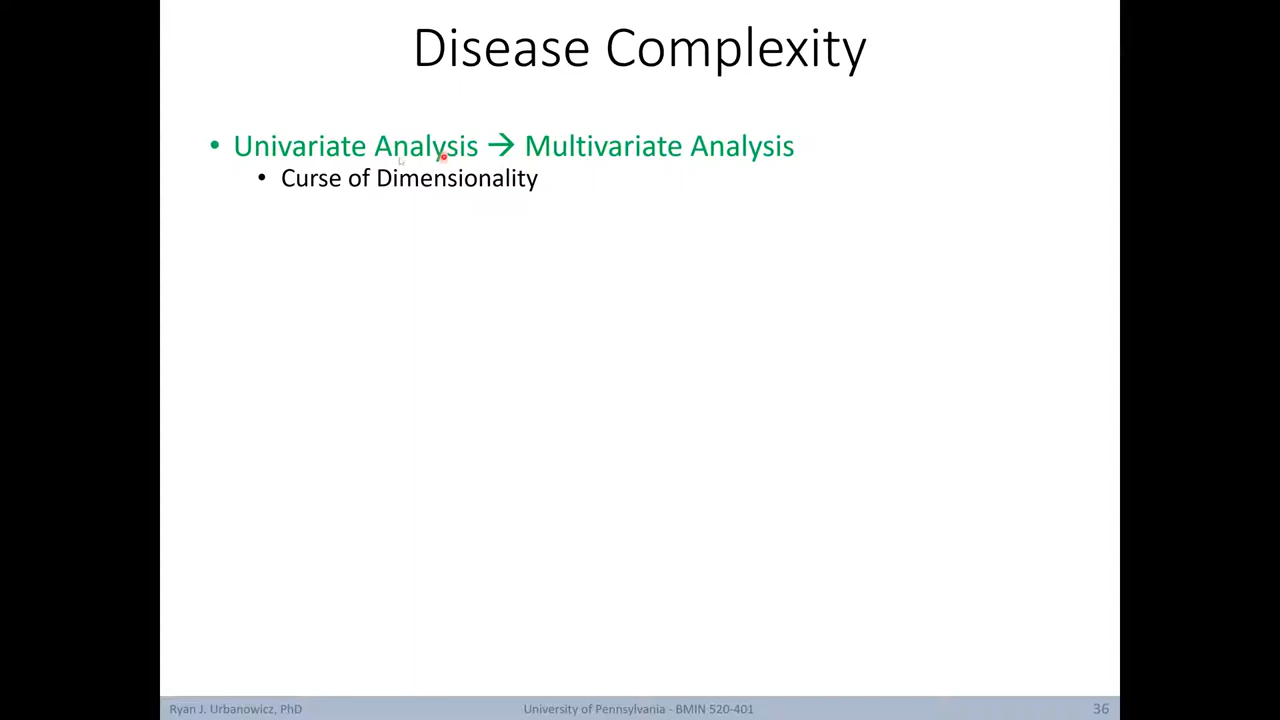 Disease Complexity
• Univariate Analysis → Multivariate Analysis
• Curse of Dimensionality
Ryan J. Urbanowicz, PhD
University of Pennsylvania - BMIN 520-401
36